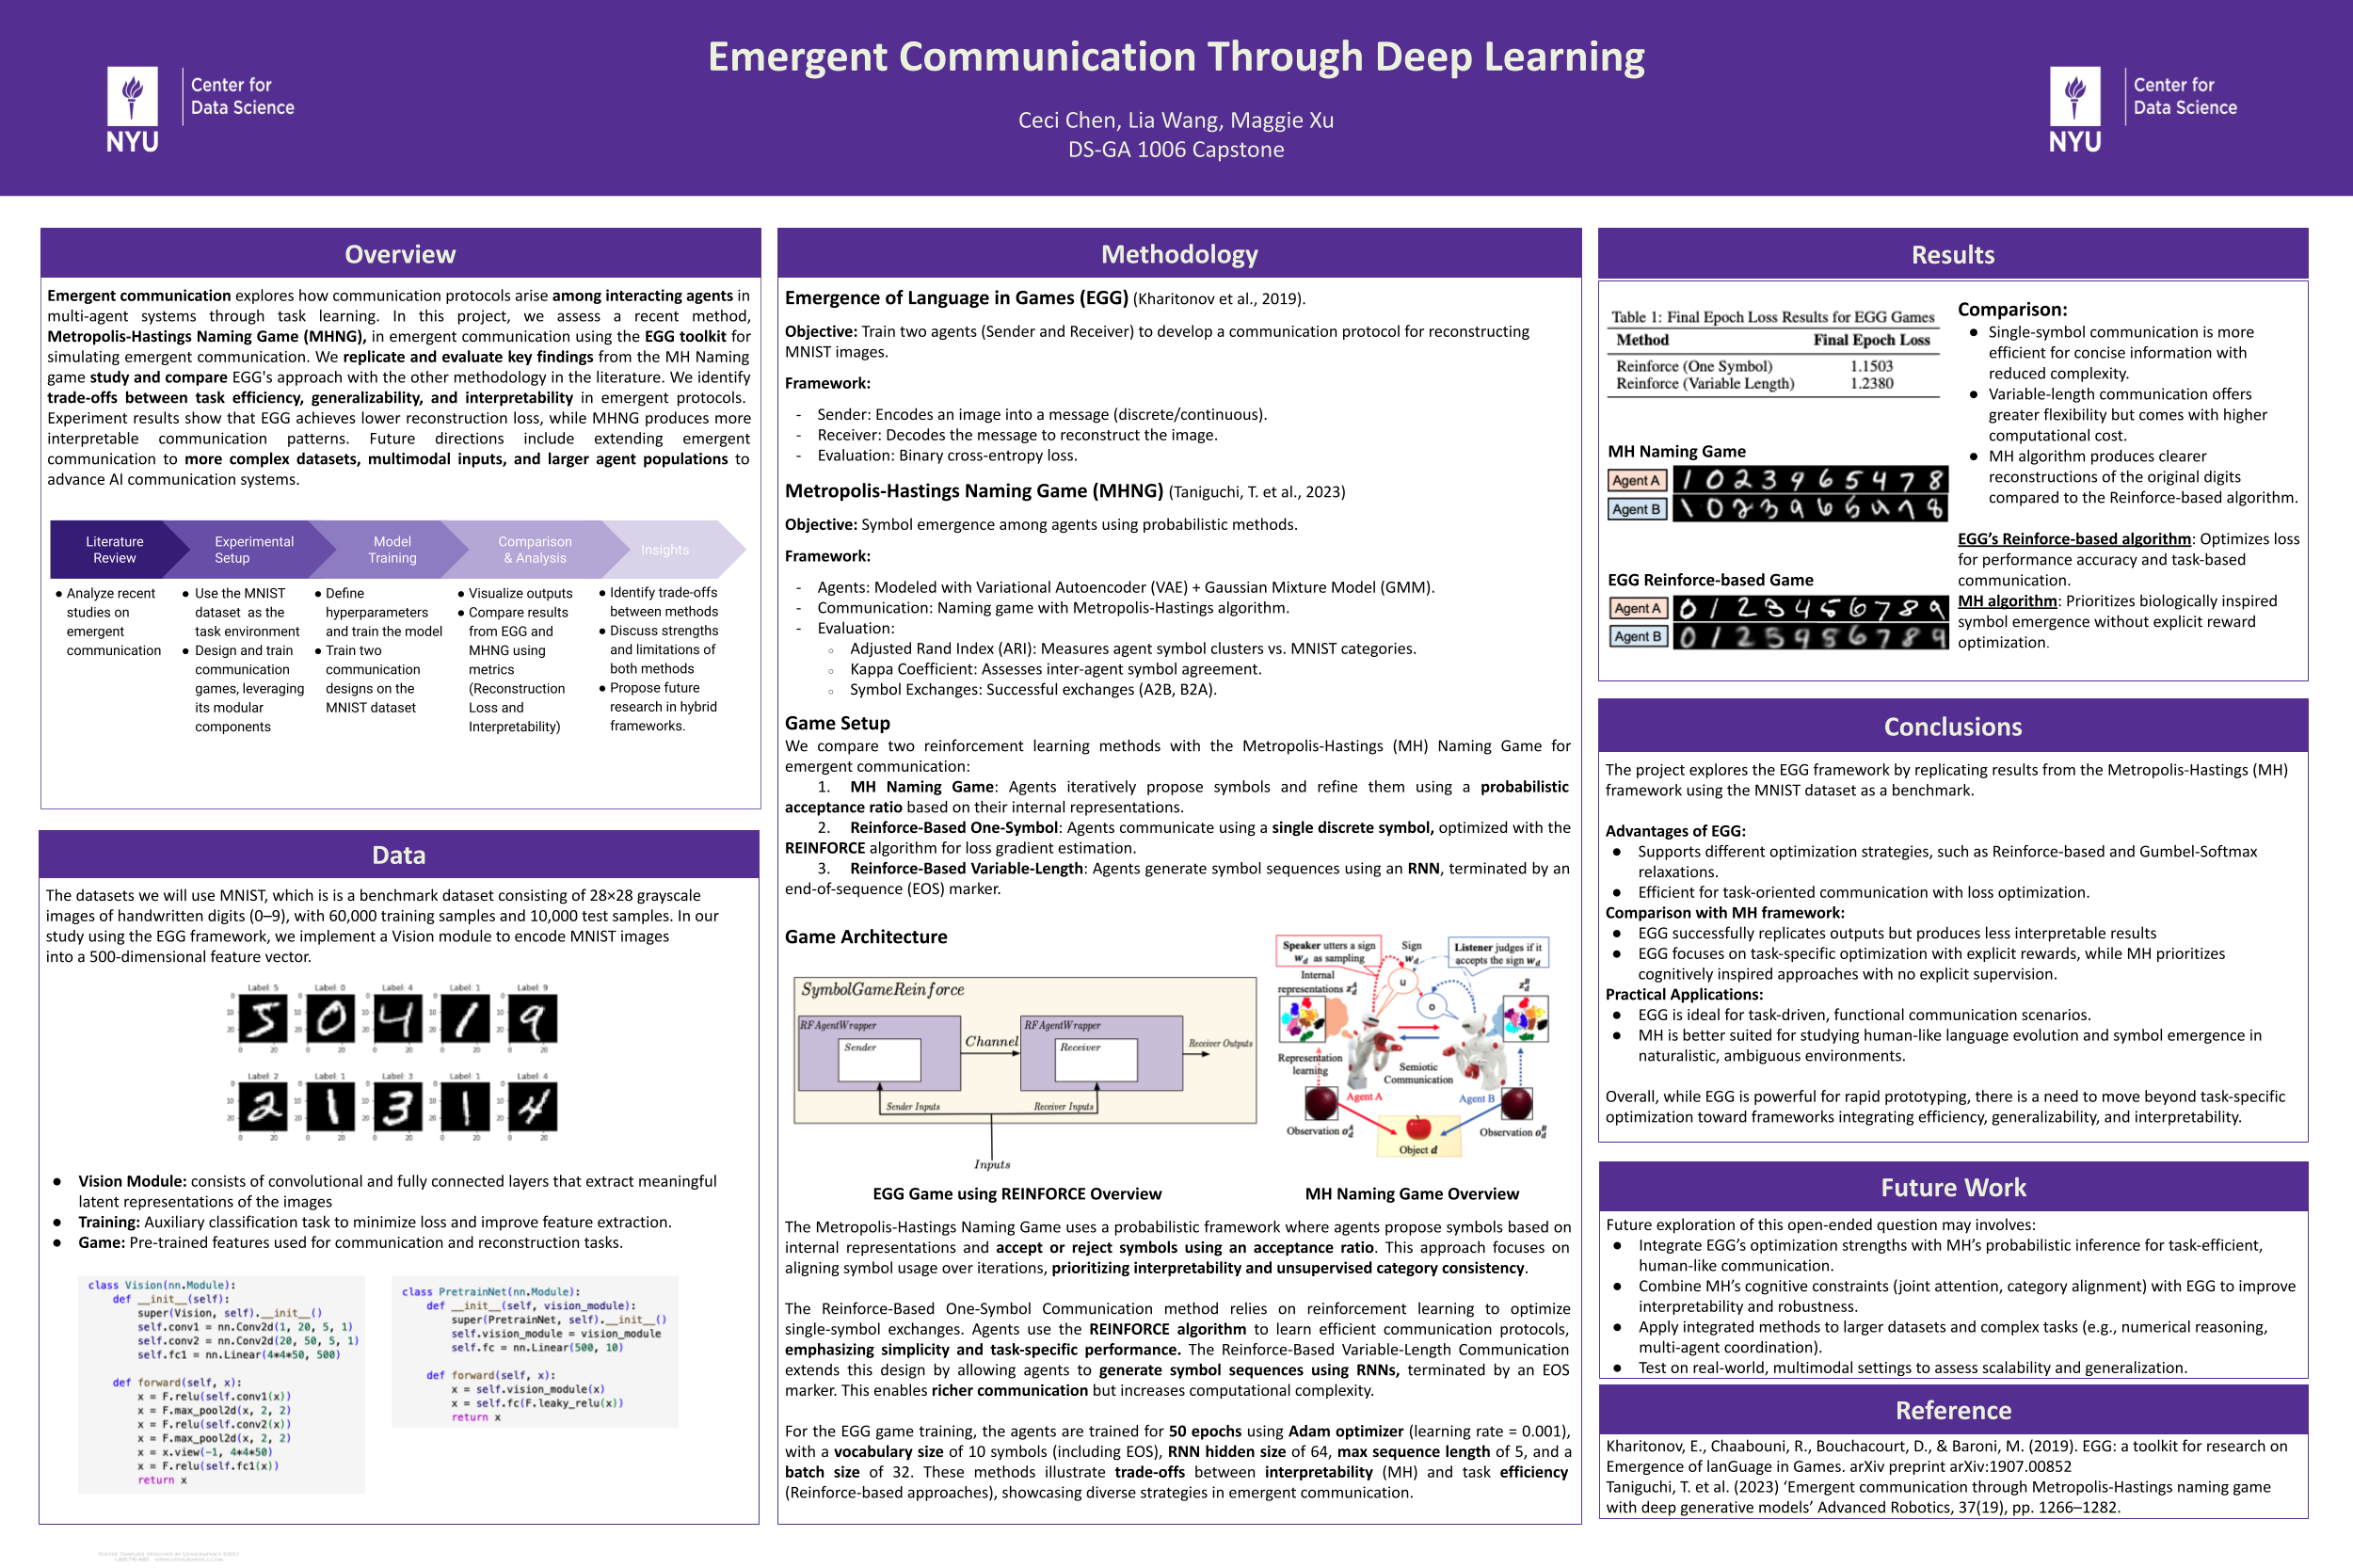 Emergent Communication Through Deep Learning
Ceci Chen, Lia Wang, Maggie Xu
DS-GA 1006 Capstone
NYU
Center for
Data Science
NYU
Center for
Data Science
Overview
Emergent communication explores how communication protocols arise among interacting agents in
multi-agent systems through task learning. In this project, we assess a recent method,
Metropolis-Hastings Naming Game (MHNG), in emergent communication using the EGG toolkit for
simulating emergent communication. We replicate and evaluate key findings from the MH Naming
game study and compare EGG's approach with the other methodology in the literature. We identify
trade-offs between task efficiency, generalizability, and interpretability in emergent protocols.
Experiment results show that EGG achieves lower reconstruction loss, while MHNG produces more
interpretable communication patterns. Future directions include extending emergent
communication to more complex datasets, multimodal inputs, and larger agent populations to
advance AI communication systems.
Literature
Review
● Analyze recent
studies on
emergent
communication
Experimental
Setup
● Use the MNIST
dataset as the
task environment
● Design and train
communication
games, leveraging
its modular
components
Model
Training
● Define
hyperparameters
and train the model
● Train two
communication
designs on the
MNIST dataset
Comparison
& Analysis
● Visualize outputs
● Compare results
from EGG and
MHNG using
metrics
(Reconstruction
Loss and
Interpretability)
Insights
● Identify trade-offs
between methods
● Discuss strengths
and limitations of
both methods
● Propose future
research in hybrid
frameworks.
Data
The datasets we will use MNIST, which is is a benchmark dataset consisting of 28×28 grayscale
images of handwritten digits (0–9), with 60,000 training samples and 10,000 test samples. In our
study using the EGG framework, we implement a Vision module to encode MNIST images
into a 500-dimensional feature vector.
Label: 5 Label: 0 Label: 4 Label: 1 Label: 9
5 0 4 1 9
Label: 2 Label: 1 Label: 3 Label: 1 Label: 4
2 1 3 1 4
● Vision Module: consists of convolutional and fully connected layers that extract meaningful
latent representations of the images
● Training: Auxiliary classification task to minimize loss and improve feature extraction.
● Game: Pre-trained features used for communication and reconstruction tasks.
class Vision(nn.Module):
def __init__(self):
super(Vision, self).__init__()
self.conv1 = nn.Conv2d(1, 20, 5, 1)
self.conv2 = nn.Conv2d(20, 50, 5, 1)
self.fc1 = nn.Linear(4*4*50, 500)
def forward(self, x):
x = F.relu(self.conv1(x))
x = F.max_pool2d(x, 2, 2)
x = F.relu(self.conv2(x))
x = F.max_pool2d(x, 2, 2)
x = x.view(-1, 4*4*50)
x = F.relu(self.fc1(x))
return x
class PretrainNet(nn.Module):
def __init__(self, vision_module):
super(PretrainNet, self).__init__()
self.vision_module = vision_module
self.fc = nn.Linear(500, 10)
def forward(self, x):
x = self.vision_module(x)
x = self.fc(F.leaky_relu(x))
return x
Methodology
Emergence of Language in Games (EGG) (Kharitonov et al., 2019).
Objective: Train two agents (Sender and Receiver) to develop a communication protocol for reconstructing
MNIST images.
Framework:
- Sender: Encodes an image into a message (discrete/continuous).
- Receiver: Decodes the message to reconstruct the image.
- Evaluation: Binary cross-entropy loss.
Metropolis-Hastings Naming Game (MHNG) (Taniguchi, T. et al., 2023)
Objective: Symbol emergence among agents using probabilistic methods.
Framework:
- Agents: Modeled with Variational Autoencoder (VAE) + Gaussian Mixture Model (GMM).
- Communication: Naming game with Metropolis-Hastings algorithm.
- Evaluation:
○ Adjusted Rand Index (ARI): Measures agent symbol clusters vs. MNIST categories.
○ Kappa Coefficient: Assesses inter-agent symbol agreement.
○ Symbol Exchanges: Successful exchanges (A2B, B2A).
Game Setup
We compare two reinforcement learning methods with the Metropolis-Hastings (MH) Naming Game for
emergent communication:
1. MH Naming Game: Agents iteratively propose symbols and refine them using a probabilistic
acceptance ratio based on their internal representations.
2. Reinforce-Based One-Symbol: Agents communicate using a single discrete symbol, optimized with the
REINFORCE algorithm for loss gradient estimation.
3. Reinforce-Based Variable-Length: Agents generate symbol sequences using an RNN, terminated by an
end-of-sequence (EOS) marker.
Game Architecture
SymbolGameReinforce
RFAgentWrapper
Sender
Channel
RFAgentWrapper
Receiver
Receiver Outputs
Sender Inputs
Receiver Inputs
Inputs
EGG Game using REINFORCE Overview
Speaker utters a sign
w_d as sampling
Sign
w_d
Listener judges if it
accepts the sign w_d
Internal
representations z_d^A
z_d^B
u
o
Representation
learning
Semiotic
Communication
Agent A
Agent B
Observation o_d^A
Observation o_d^B
Object d
MH Naming Game Overview
The Metropolis-Hastings Naming Game uses a probabilistic framework where agents propose symbols based on
internal representations and accept or reject symbols using an acceptance ratio. This approach focuses on
aligning symbol usage over iterations, prioritizing interpretability and unsupervised category consistency.
The Reinforce-Based One-Symbol Communication method relies on reinforcement learning to optimize
single-symbol exchanges. Agents use the REINFORCE algorithm to learn efficient communication protocols,
emphasizing simplicity and task-specific performance. The Reinforce-Based Variable-Length Communication
extends this design by allowing agents to generate symbol sequences using RNNs, terminated by an EOS
marker. This enables richer communication but increases computational complexity.
For the EGG game training, the agents are trained for 50 epochs using Adam optimizer (learning rate = 0.001),
with a vocabulary size of 10 symbols (including EOS), RNN hidden size of 64, max sequence length of 5, and a
batch size of 32. These methods illustrate trade-offs between interpretability (MH) and task efficiency
(Reinforce-based approaches), showcasing diverse strategies in emergent communication.
Results
Table 1: Final Epoch Loss Results for EGG Games
Method Final Epoch Loss
Reinforce (One Symbol) 1.1503
Reinforce (Variable Length) 1.2380
MH Naming Game
Agent A 1 0 2 3 9 6 5 4 7 8
Agent B
EGG Reinforce-based Game
Agent A 0 1 2 3 4 5 6 7 8 9
Agent B 0 1 2 5 9 5 6 7 8 9
Comparison:
● Single-symbol communication is more
efficient for concise information with
reduced complexity.
● Variable-length communication offers
greater flexibility but comes with higher
computational cost.
● MH algorithm produces clearer
reconstructions of the original digits
compared to the Reinforce-based algorithm.
EGG’s Reinforce-based algorithm: Optimizes loss
for performance accuracy and task-based
communication.
MH algorithm: Prioritizes biologically inspired
symbol emergence without explicit reward
optimization.
Conclusions
The project explores the EGG framework by replicating results from the Metropolis-Hastings (MH)
framework using the MNIST dataset as a benchmark.
Advantages of EGG:
● Supports different optimization strategies, such as Reinforce-based and Gumbel-Softmax
relaxations.
● Efficient for task-oriented communication with loss optimization.
Comparison with MH framework:
● EGG successfully replicates outputs but produces less interpretable results
● EGG focuses on task-specific optimization with explicit rewards, while MH prioritizes
cognitively inspired approaches with no explicit supervision.
Practical Applications:
● EGG is ideal for task-driven, functional communication scenarios.
● MH is better suited for studying human-like language evolution and symbol emergence in
naturalistic, ambiguous environments.
Overall, while EGG is powerful for rapid prototyping, there is a need to move beyond task-specific
optimization toward frameworks integrating efficiency, generalizability, and interpretability.
Future Work
Future exploration of this open-ended question may involves:
● Integrate EGG’s optimization strengths with MH’s probabilistic inference for task-efficient,
human-like communication.
● Combine MH’s cognitive constraints (joint attention, category alignment) with EGG to improve
interpretability and robustness.
● Apply integrated methods to larger datasets and complex tasks (e.g., numerical reasoning,
multi-agent coordination).
● Test on real-world, multimodal settings to assess scalability and generalization.
Reference
Kharitonov, E., Chaabouni, R., Bouchacourt, D., & Baroni, M. (2019). EGG: a toolkit for research on
Emergence of lanGuage in Games. arXiv preprint arXiv:1907.00852
Taniguchi, T. et al. (2023) ‘Emergent communication through Metropolis-Hastings naming game
with deep generative models’ Advanced Robotics, 37(19), pp. 1266–1282.